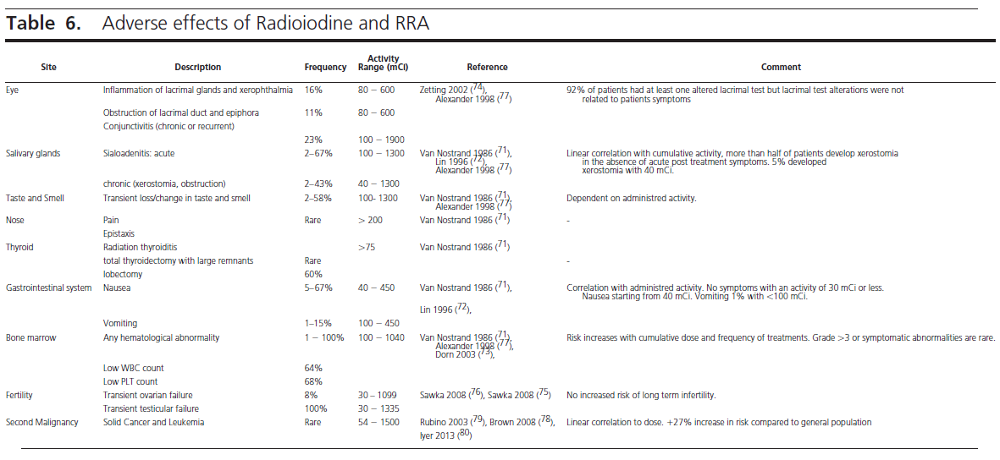 Table 6. Adverse effects of Radioiodine and RRA
Site Description Frequency Activity Range (mCI) Reference Comment
Eye Inflammation of lacrimal glands and xerophthalmia 16% 80 – 600 Zetting 2002 (74), 92% of patients had at least one altered lacrimal test but lacrimal test alterations were not
Alexander 1998 (77) related to patients symptoms
Obstruction of lacrimal duct and epiphora 11% 80 – 600
Conjunctivitis (chronic or recurrent)
23% 100 – 1900
Salivary glands Sialoadenitis: acute 2–67% 100 – 1300 Van Nostrand 1986 (71), Linear correlation with cumulative activity, more than half of patients develop xerostomia
Lin 1996 (72), in the absence of acute post treatment symptoms. 5% developed
Alexander 1998 (77) xerostomia with 40 mCi.
chronic (xerostomia, obstruction) 2–43% 40 – 1300
Taste and Smell Transient loss/change in taste and smell 2–58% 100- 1300 Van Nostrand 1986 (71), Dependent on administred activity.
Alexander 1998 (77)
Nose Pain Rare > 200 Van Nostrand 1986 (71) -
Epistaxis
Thyroid Radiation thyroiditis >75 Van Nostrand 1986 (71)
total thyroidectomy with large remnants Rare -
lobectomy 60%
Gastrointestinal system Nausea 5–67% 40 – 450 Van Nostrand 1986 (71), Correlation with administred activity. No symptoms with an activity of 30 mCi or less.
Nausea starting from 40 mCi. Vomiting 1% with <100 mCi.
Lin 1996 (72),
Vomiting 1–15% 100 – 450
Bone marrow Any hematological abnormality 1 – 100% 100 – 1040 Van Nostrand 1986 (71), Risk increases with cumulative dose and frequency of treatments. Grade >3 or symptomatic abnormalities are rare.
Alexander 1998 (77),
Dorn 2003 (73),
Low WBC count 64%
Low PLT count 68%
Fertility Transient ovarian failure 8% 30 – 1099 Sawka 2008 (76), Sawka 2008 (75) No increased risk of long term infertility.
Transient testicular failure 100% 30 – 1335
Second Malignancy Solid Cancer and Leukemia Rare 54 – 1500 Rubino 2003 (79), Brown 2008 (78), Linear correlation to dose. +27% increase in risk compared to general population
Iyer 2013 (80)